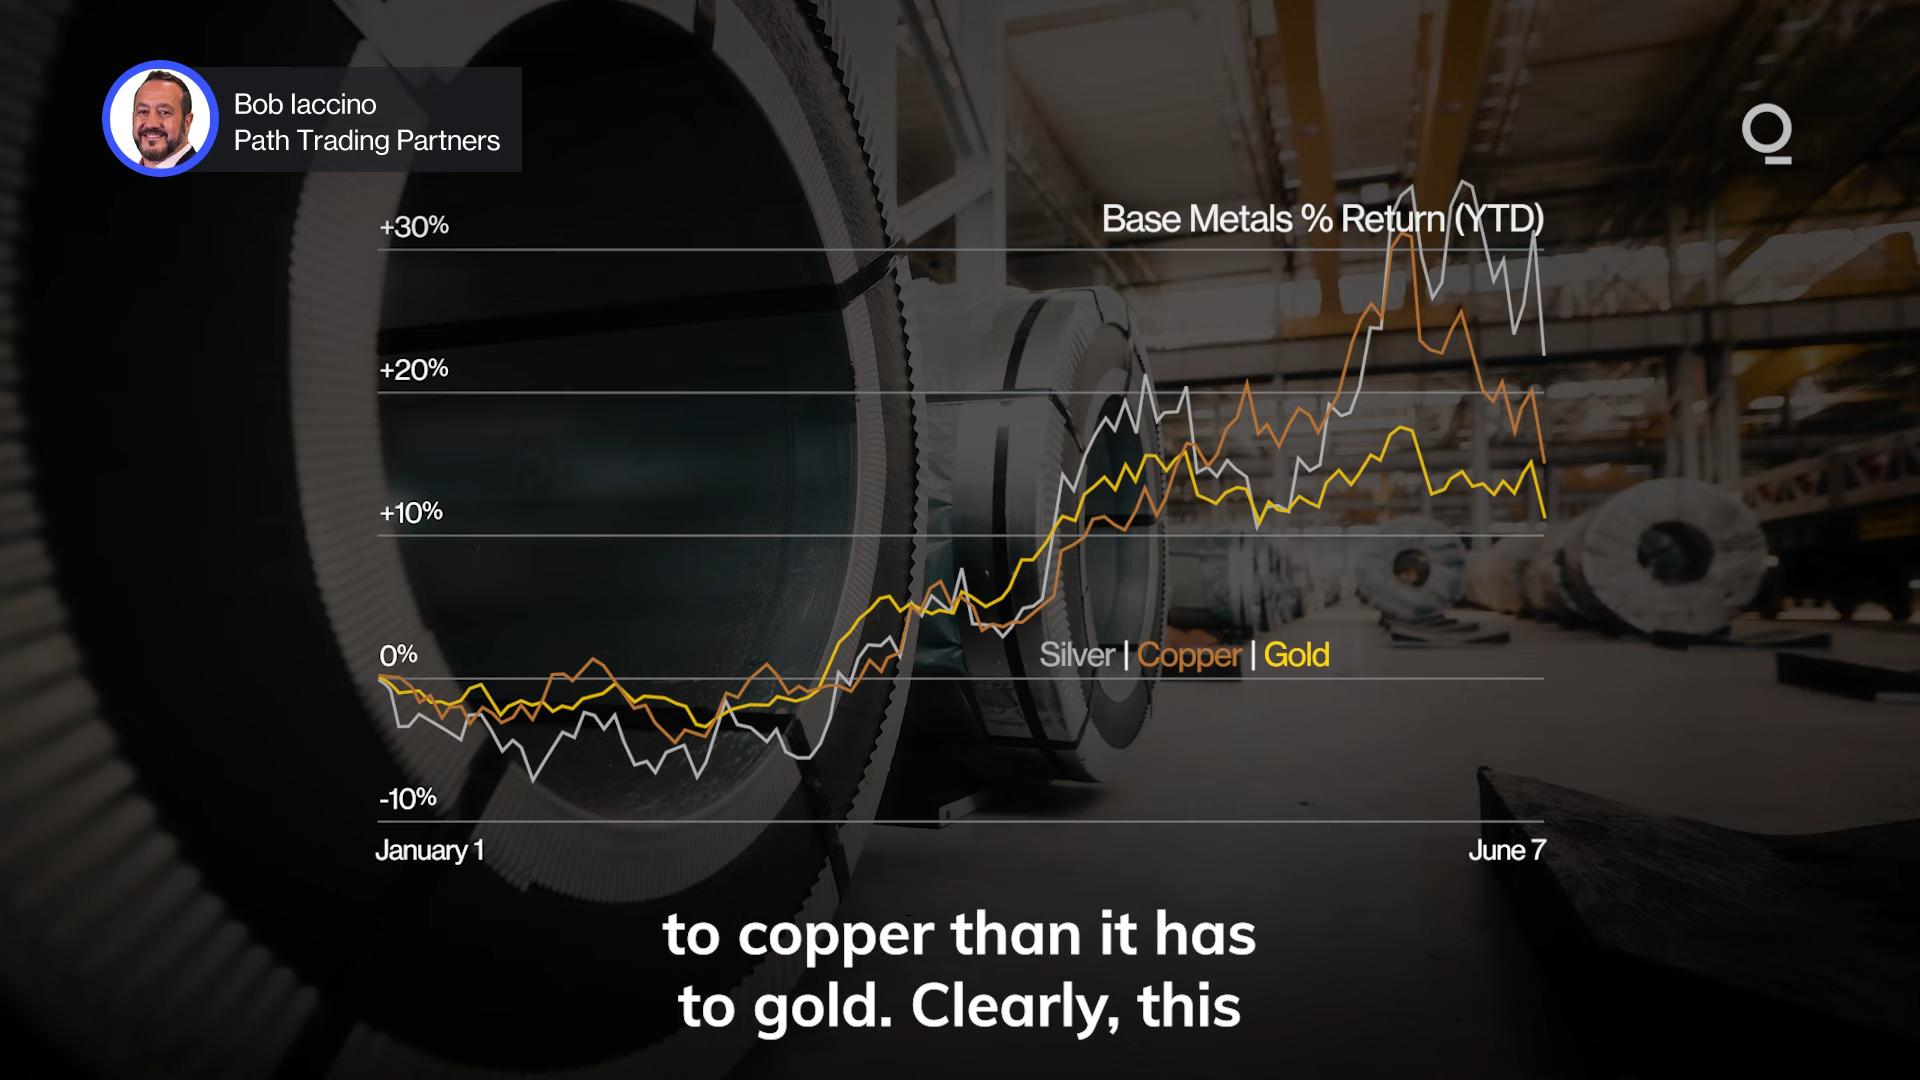 Bob Iaccino
Path Trading Partners
Base Metals % Return (YTD)
+30%
+20%
+10%
0%
Silver | Copper | Gold
-10%
January 1
June 7
to copper than it has
to gold. Clearly, this